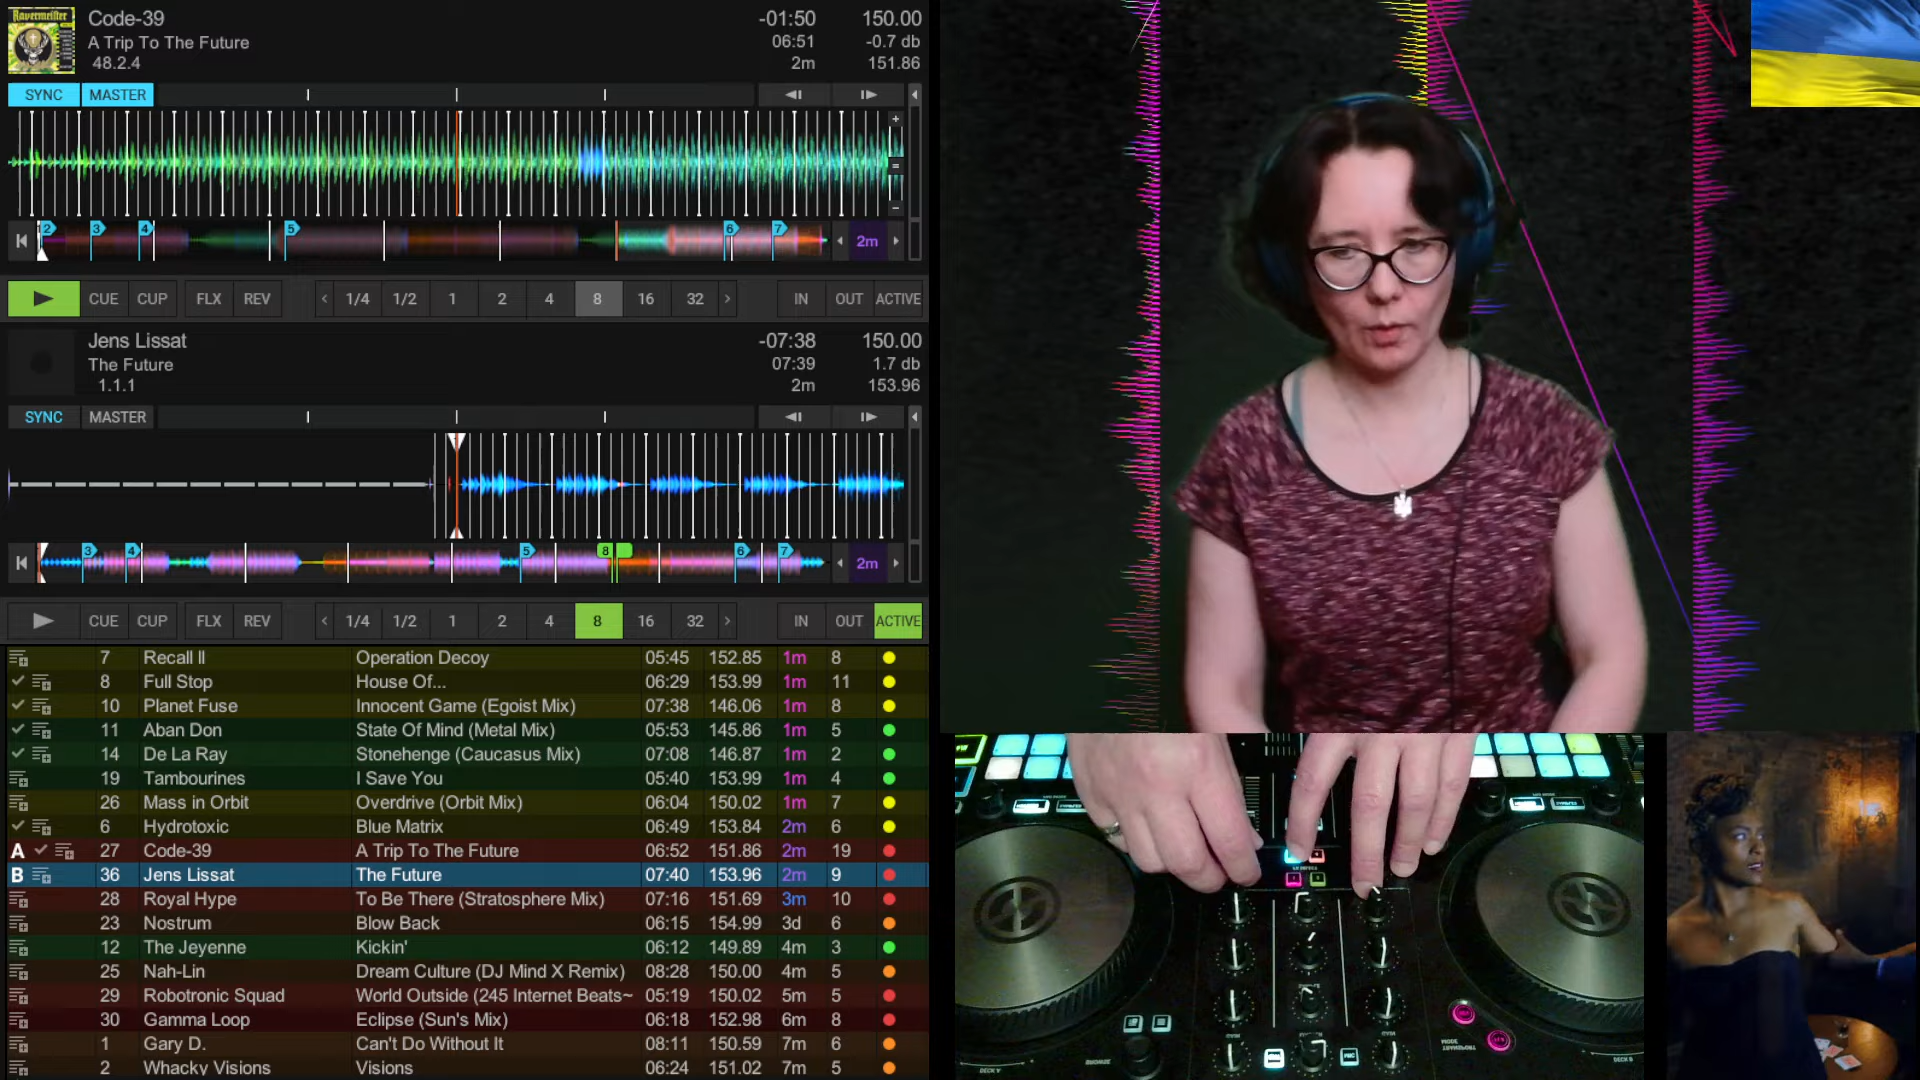 Ravermeister
Code-39
-01:50
150.00
A Trip To The Future
06:51
-0.7 db
48.2.4
2m
151.86
SYNC
MASTER
+
=
−
2
3
4
5
6
7
2m
CUE
CUP
FLX
REV
1/4
1/2
1
2
4
8
16
32
IN
OUT
ACTIVE
Jens Lissat
-07:38
150.00
The Future
07:39
1.7 db
1.1.1
2m
153.96
SYNC
MASTER
3
4
5
8
6
7
2m
CUE
CUP
FLX
REV
1/4
1/2
1
2
4
8
16
32
IN
OUT
ACTIVE
7 Recall II Operation Decoy 05:45 152.85 1m 8
8 Full Stop House Of... 06:29 153.99 1m 11
10 Planet Fuse Innocent Game (Egoist Mix) 07:38 146.06 1m 8
11 Aban Don State Of Mind (Metal Mix) 05:53 145.86 1m 5
14 De La Ray Stonehenge (Caucasus Mix) 07:08 146.87 1m 2
19 Tambourines I Save You 05:40 153.99 1m 4
26 Mass in Orbit Overdrive (Orbit Mix) 06:04 150.02 1m 7
6 Hydrotoxic Blue Matrix 06:49 153.84 2m 6
A 27 Code-39 A Trip To The Future 06:52 151.86 2m 19
B 36 Jens Lissat The Future 07:40 153.96 2m 9
28 Royal Hype To Be There (Stratosphere Mix) 07:16 151.69 3m 10
23 Nostrum Blow Back 06:15 154.99 3d 6
12 The Jeyenne Kickin' 06:12 149.89 4m 3
25 Nah-Lin Dream Culture (DJ Mind X Remix) 08:28 150.00 4m 5
29 Robotronic Squad World Outside (245 Internet Beats~ 05:19 150.02 5m 5
30 Gamma Loop Eclipse (Sun's Mix) 06:18 152.98 6m 8
1 Gary D. Can't Do Without It 08:11 150.59 7m 6
2 Whacky Visions Visions 06:24 151.02 7m 5